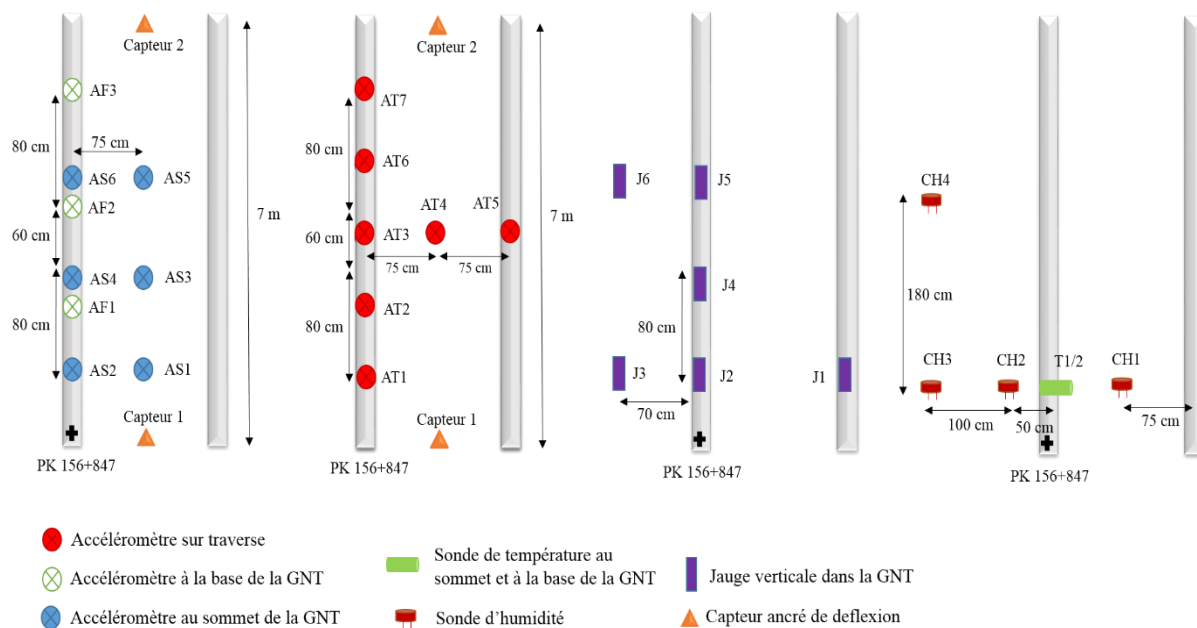 Capteur 2
AF3
80 cm
75 cm
AS6
AS5
AF2
60 cm
7 m
AS4
AS3
AF1
80 cm
AS2
AS1
Capteur 1
PK 156+847
Capteur 2
AT7
80 cm
AT6
AT4
AT5
60 cm
AT3
7 m
75 cm
75 cm
AT2
80 cm
AT1
Capteur 1
PK 156+847
J6
J5
J4
80 cm
J3
J2
J1
70 cm
PK 156+847
CH4
180 cm
CH3
CH2
T1/2
CH1
100 cm
50 cm
75 cm
PK 156+847
Accéléromètre sur traverse
Accéléromètre à la base de la GNT
Accéléromètre au sommet de la GNT
Sonde de température au
sommet et à la base de la GNT
Sonde d'humidité
Jauge verticale dans la GNT
Capteur ancré de deflexion